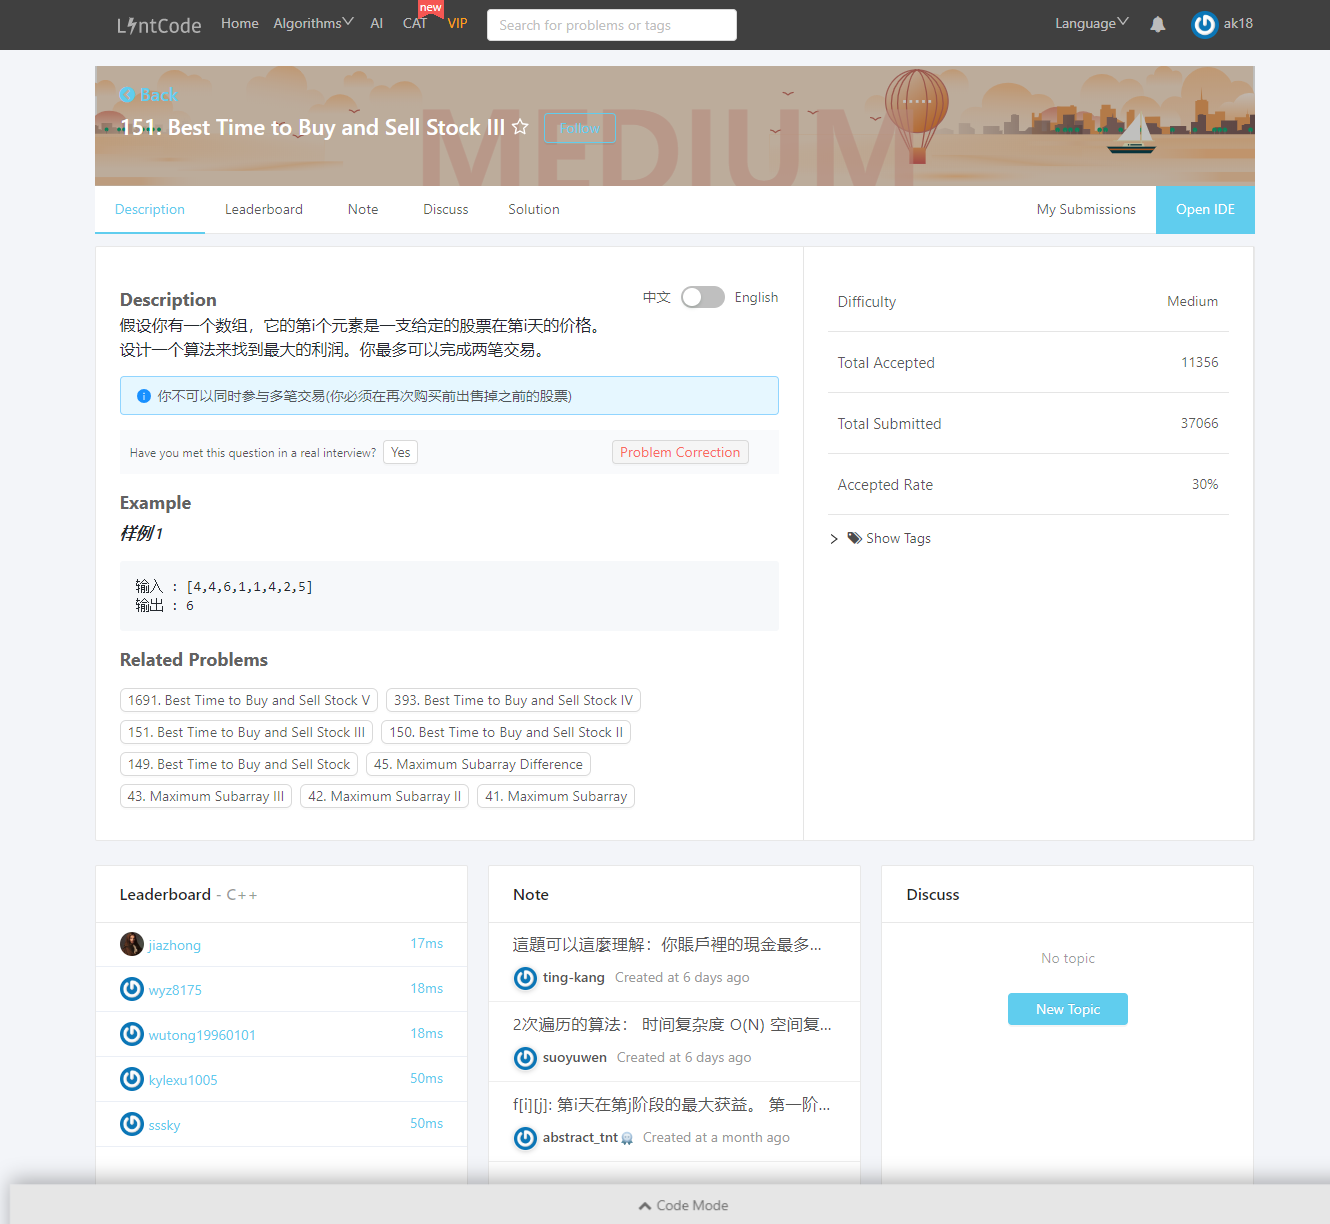 LintCode Home Algorithms AI CAT new VIP Search for problems or tags Language ak18
Back
151. Best Time to Buy and Sell Stock III Follow
MEDIUM
Description Leaderboard Note Discuss Solution My Submissions Open IDE
Description 中文 English
假设你有一个数组，它的第i个元素是一支给定的股票在第i天的价格。
设计一个算法来找到最大的利润。你最多可以完成两笔交易。
你不可以同时参与多笔交易(你必须在再次购买前出售掉之前的股票)
Have you met this question in a real interview? Yes Problem Correction
Example
样例 1
输入 : [4,4,6,1,1,4,2,5]
输出 : 6
Related Problems
1691. Best Time to Buy and Sell Stock V 393. Best Time to Buy and Sell Stock IV
151. Best Time to Buy and Sell Stock III 150. Best Time to Buy and Sell Stock II
149. Best Time to Buy and Sell Stock 45. Maximum Subarray Difference
43. Maximum Subarray III 42. Maximum Subarray II 41. Maximum Subarray
Difficulty Medium
Total Accepted 11356
Total Submitted 37066
Accepted Rate 30%
Show Tags
Leaderboard - C++
jiazhong 17ms
wyz8175 18ms
wutong19960101 18ms
kylexu1005 50ms
sssky 50ms
Note
這題可以這麼理解：你賬戶裡的現金最多...
ting-kang Created at 6 days ago
2次遍历的算法： 时间复杂度 O(N) 空间复...
suoyuwen Created at 6 days ago
f[i][j]: 第i天在第j阶段的最大获益。 第一阶...
abstract_tnt Created at a month ago
Discuss
No topic
New Topic
Code Mode